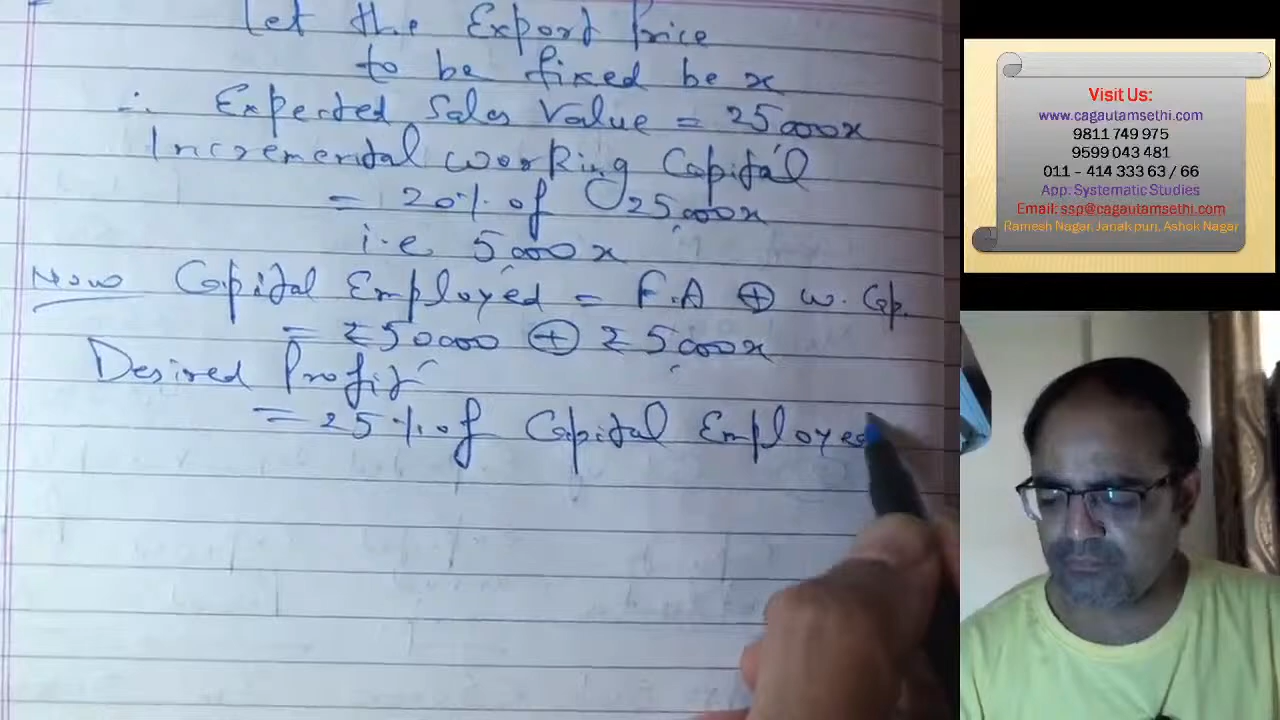 Let the Export Price
to be fixed be x
∴ Expected Sales Value = 25000x
Incremental Working Capital
= 20% of 25000x
i.e. 5000x
Now Capital Employed = F.A ⊕ W. Cap.
= ₹50000 ⊕ ₹5000x
Desired Profit
= 25% of Capital Employed
Visit Us:
www.cagautamsethi.com
9811 749 975
9599 043 481
011 – 414 333 63 / 66
App: Systematic Studies
Email: ssp@cagautamsethi.com
Ramesh Nagar, Janak puri, Ashok Nagar